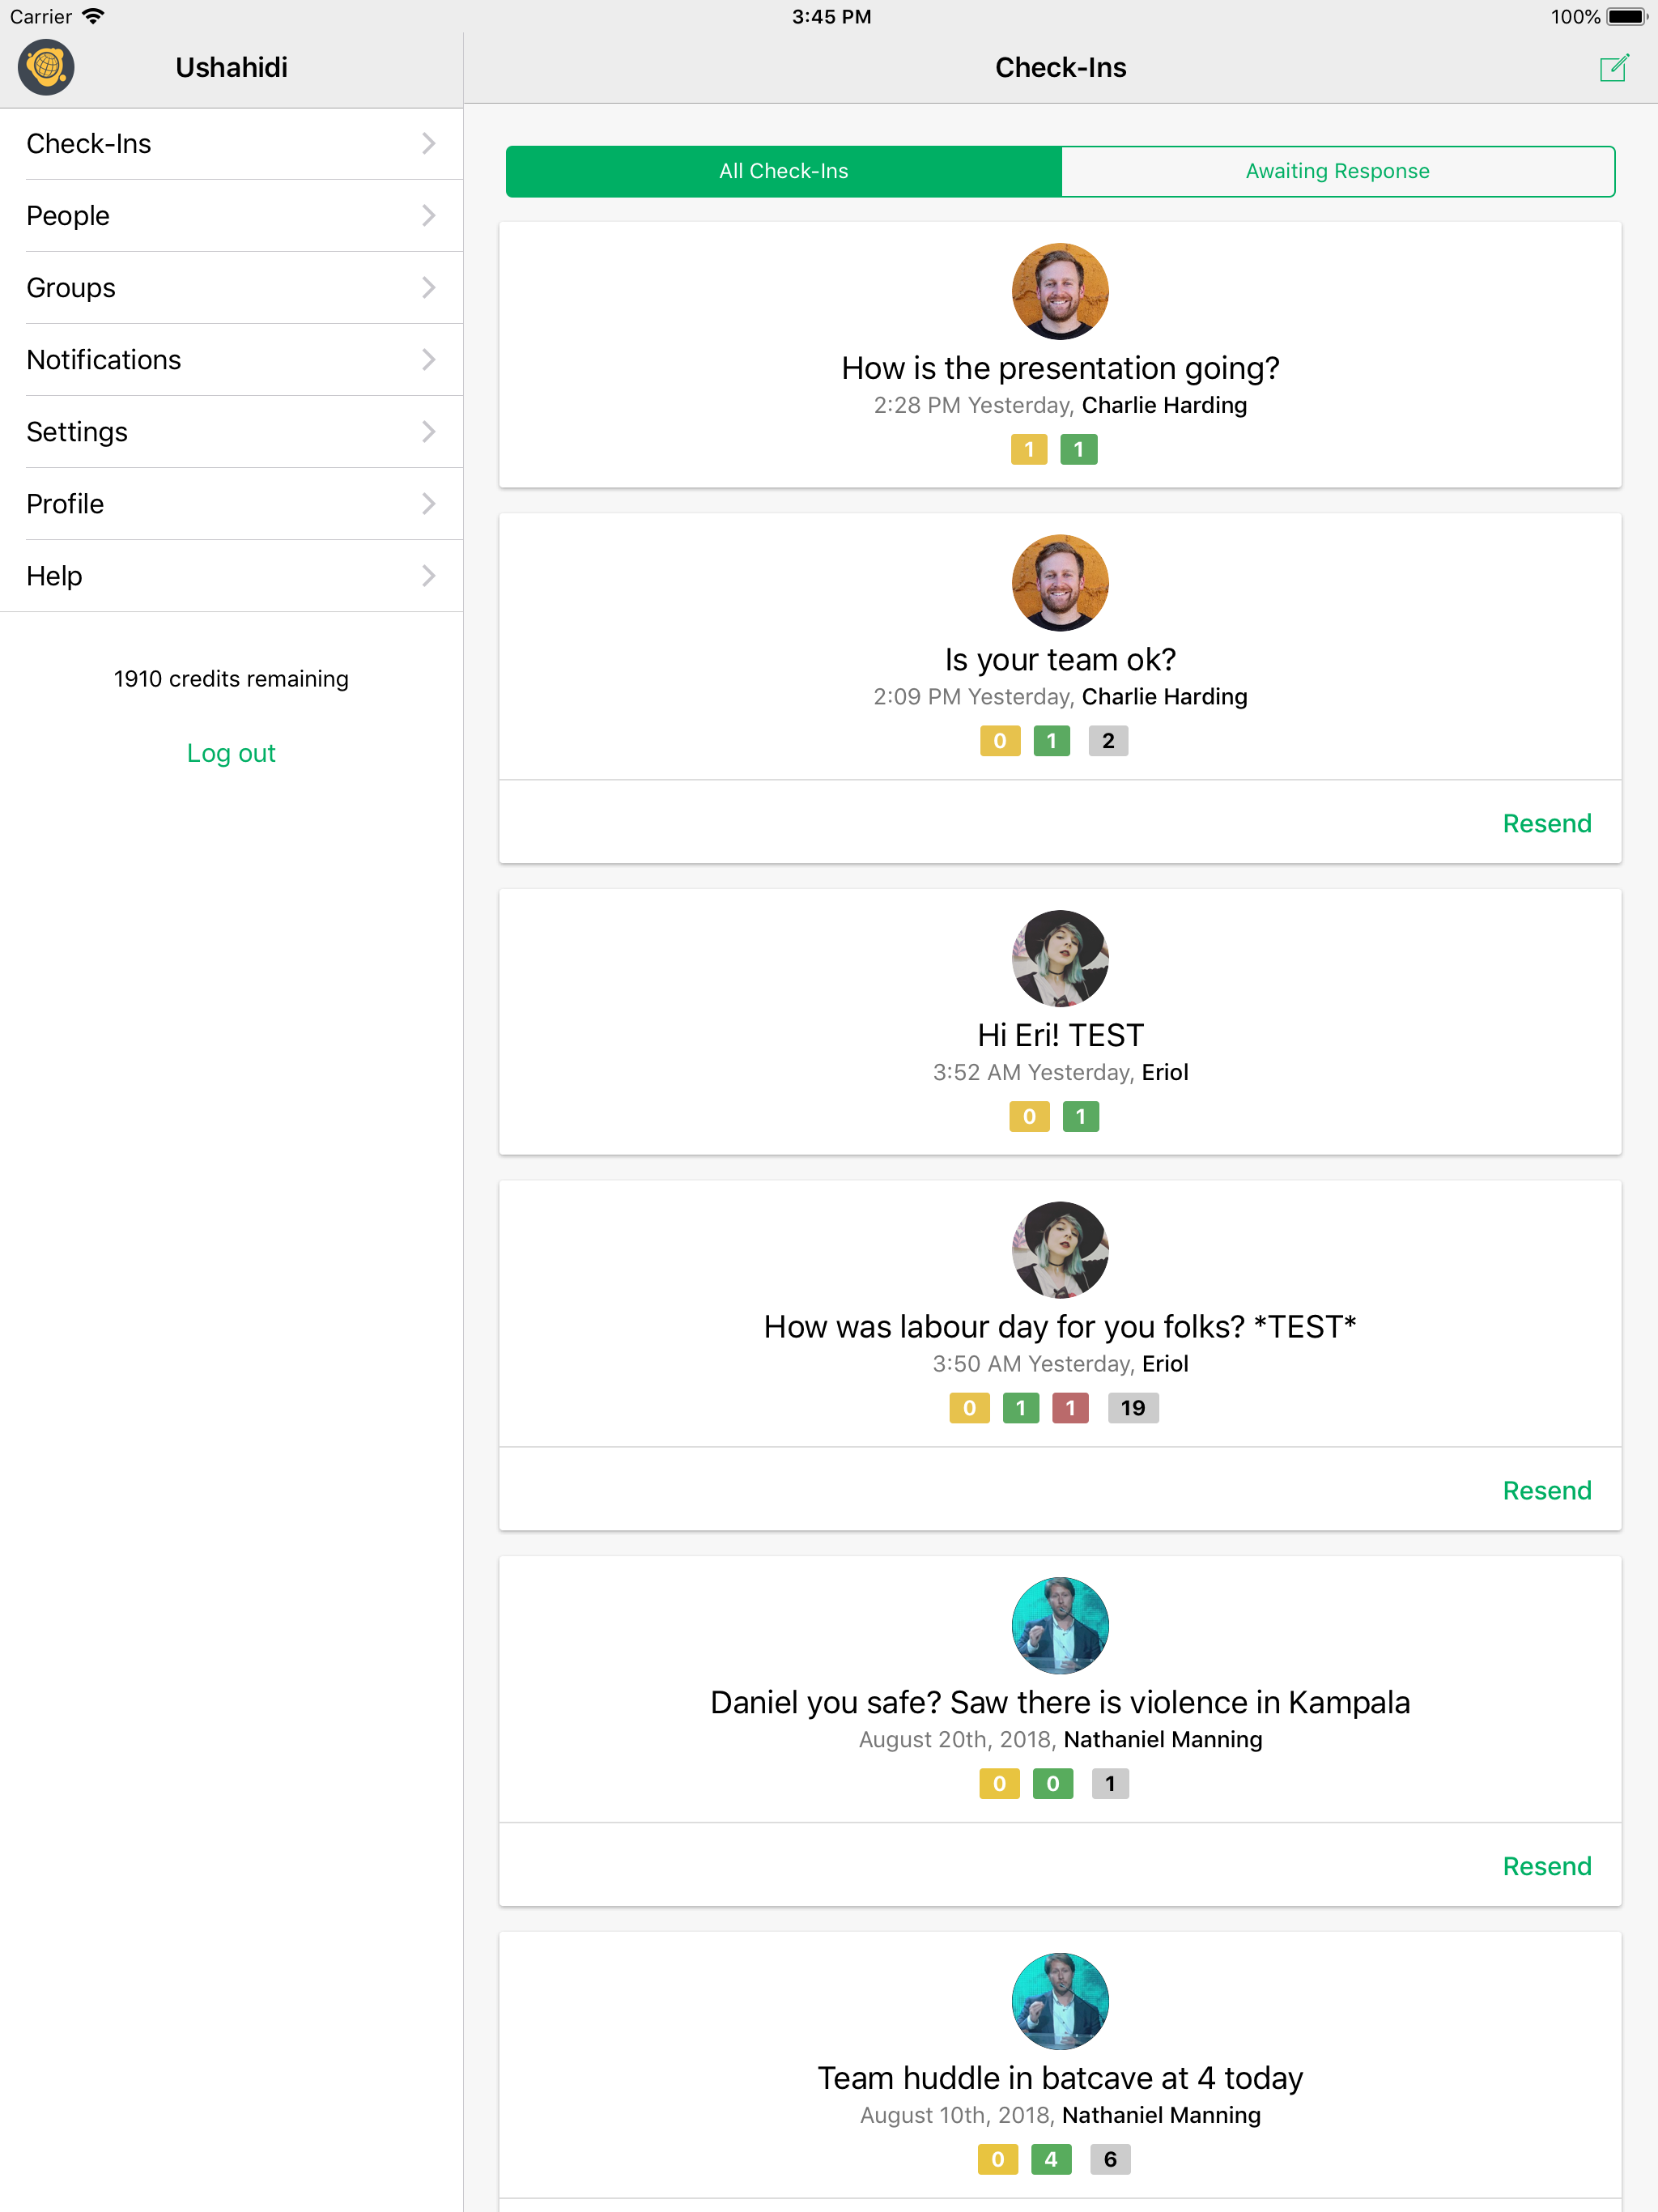 Carrier
3:45 PM
100%
Ushahidi
Check-Ins
People
Groups
Notifications
Settings
Profile
Help
1910 credits remaining
Log out
Check-Ins
All Check-Ins
Awaiting Response
How is the presentation going?
2:28 PM Yesterday, Charlie Harding
1 1
Is your team ok?
2:09 PM Yesterday, Charlie Harding
0 1 2
Resend
Hi Eri! TEST
3:52 AM Yesterday, Eriol
0 1
How was labour day for you folks? *TEST*
3:50 AM Yesterday, Eriol
0 1 1 19
Resend
Daniel you safe? Saw there is violence in Kampala
August 20th, 2018, Nathaniel Manning
0 0 1
Resend
Team huddle in batcave at 4 today
August 10th, 2018, Nathaniel Manning
0 4 6